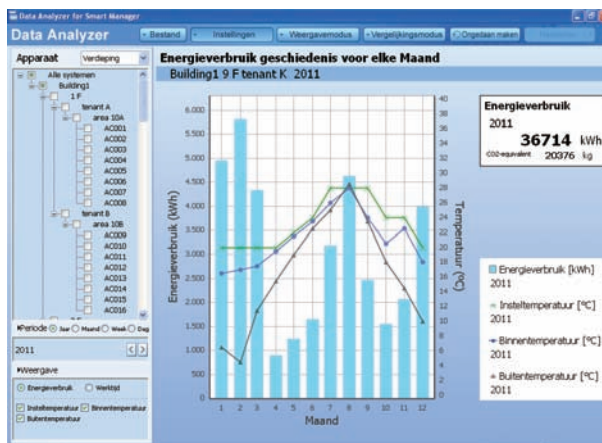 Data Analyzer for Smart Manager
Data Analyzer
Bestand
Instellingen
Weergavemodus
Vergelijkingsmodus
Ongedaan maken
Apparaat
Verdieping
Alle systemen
Building1
1 F
tenant A
area 10A
AC001
AC002
AC003
AC004
AC005
AC006
AC007
AC008
tenant B
area 10B
AC009
AC010
AC011
AC012
AC013
AC014
AC015
AC016
Periode Jaar Maand Week Dag
2011
Weergave
Energieverbruik Werktijd
Insteltemperatuur Binnentemperatuur
Buitentemperatuur
Energieverbruik geschiedenis voor elke Maand
Building1 9 F tenant K 2011
Energieverbruik (kWh)
6.000
5.500
5.000
4.500
4.000
3.500
3.000
2.500
2.000
1.500
1.000
500
0
40
38
36
34
32
30
28
26
24
22
20
18
16
14
12
10
8
6
4
2
0
Temperatuur (°C)
1 2 3 4 5 6 7 8 9 10 11 12
Maand
Energieverbruik
2011
36714 kWh
CO2-equivalent 20376 kg
Energieverbruik [kWh]
2011
Insteltemperatuur [°C]
2011
Binnentemperatuur [°C]
2011
Buitentemperatuur [°C]
2011